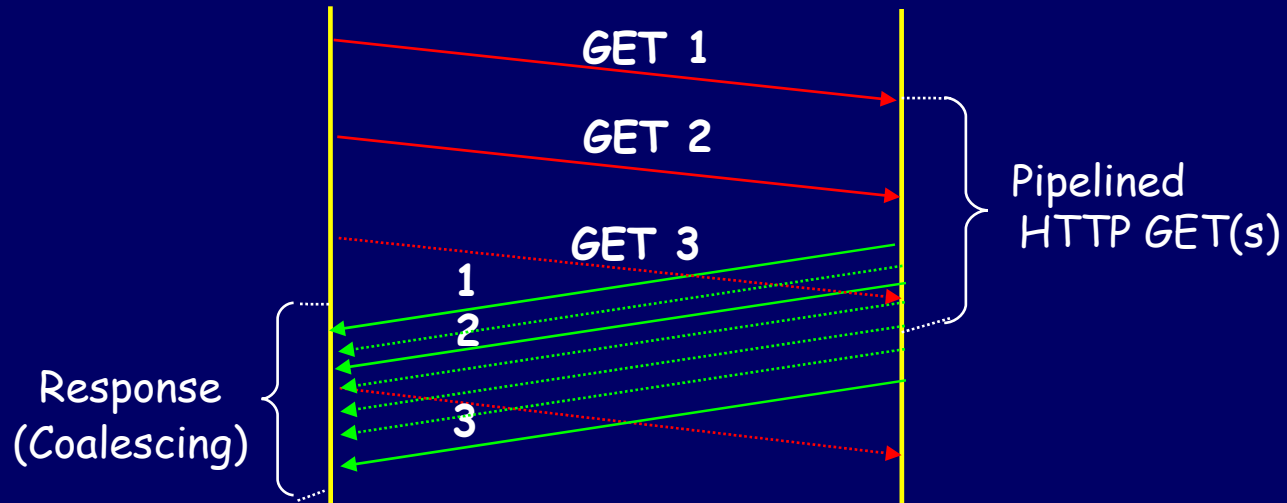 GET 1
GET 2
Pipelined
HTTP GET(s)
GET 3
1
2
Response
(Coalescing)
3